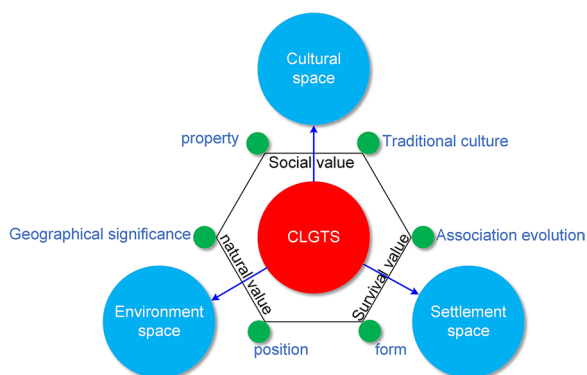 Cultural
space
property
Traditional culture
Social value
Geographical significance
CLGTS
Association evolution
natural value
Survival value
Environment
space
Settlement
space
position
form